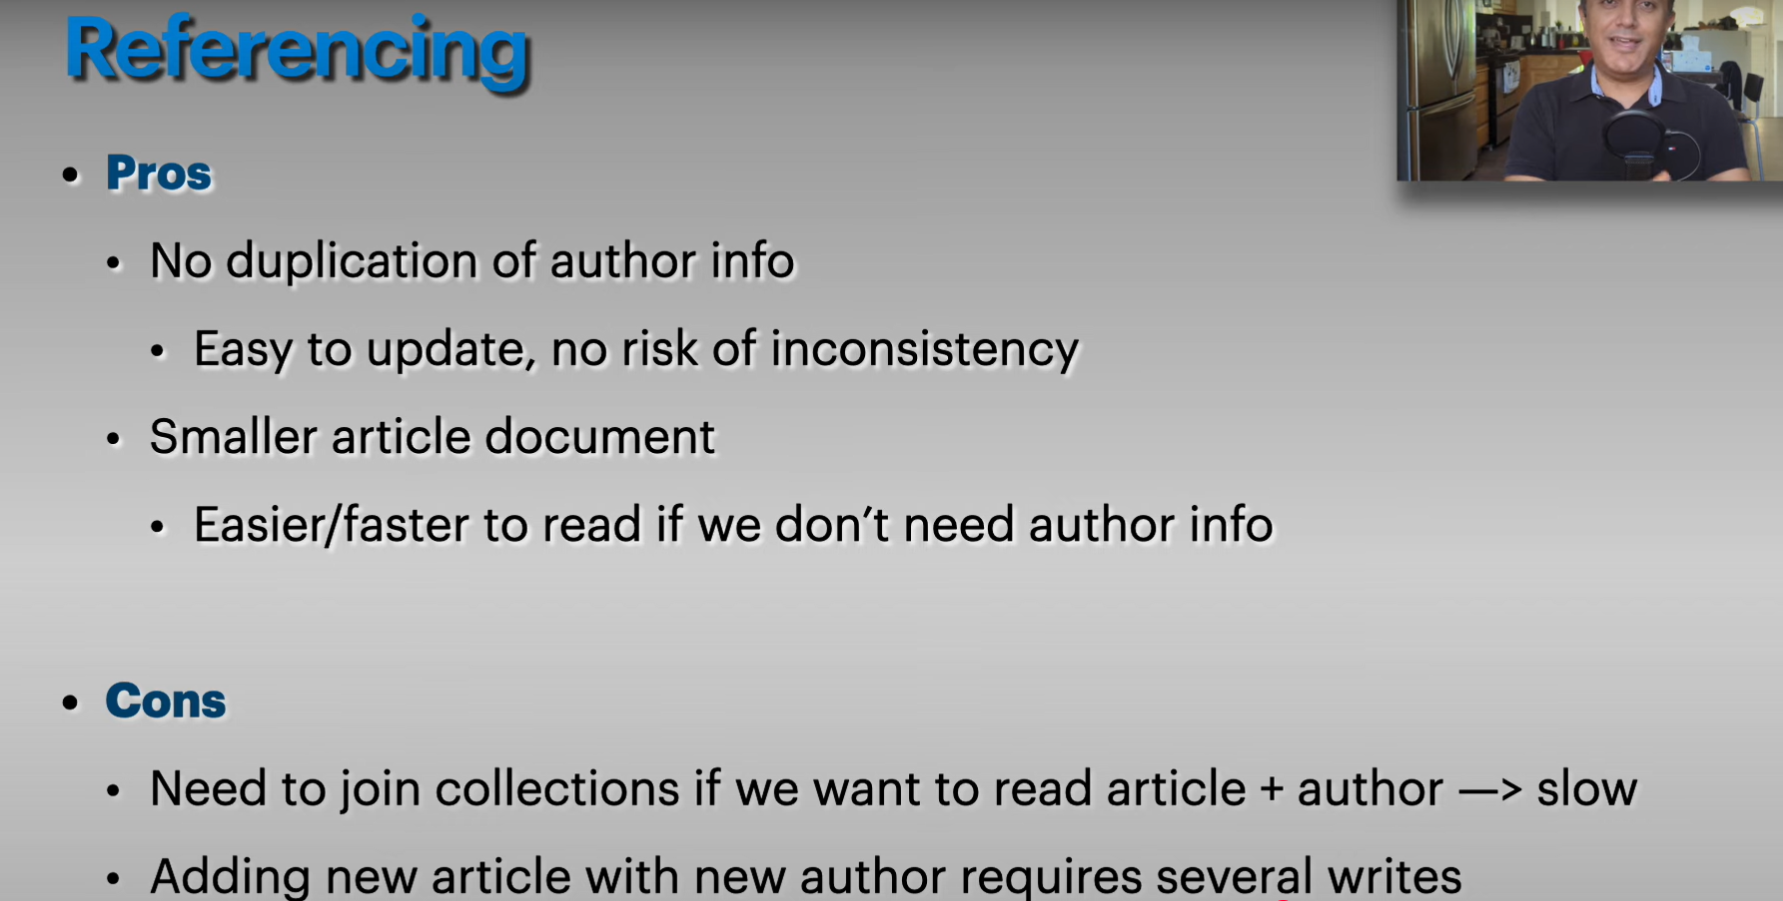 Referencing
• Pros
• No duplication of author info
• Easy to update, no risk of inconsistency
• Smaller article document
• Easier/faster to read if we don’t need author info
• Cons
• Need to join collections if we want to read article + author —> slow
• Adding new article with new author requires several writes